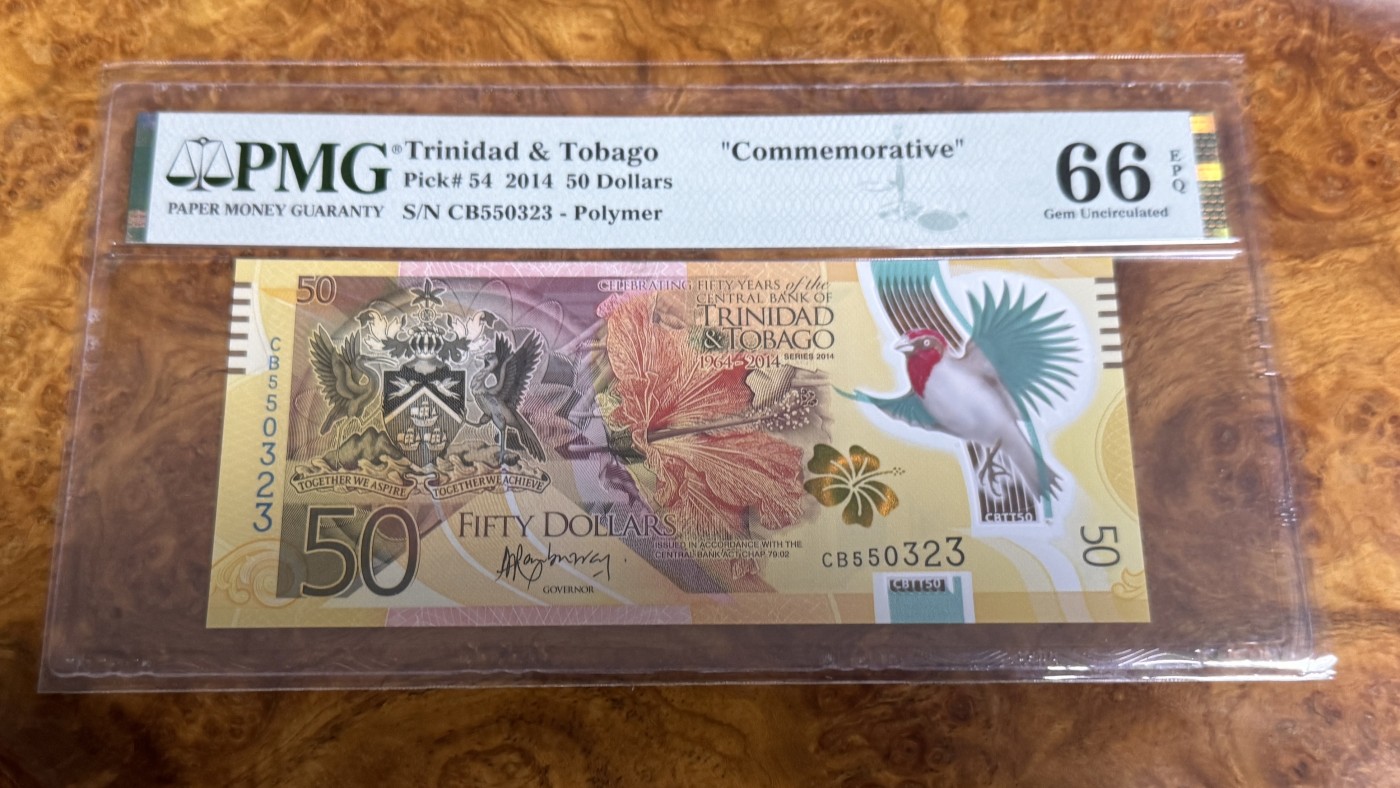 PMG®
PAPER MONEY GUARANTY
Trinidad & Tobago
Pick# 54 2014 50 Dollars
S/N CB550323 - Polymer
"Commemorative"
66
EPQ
Gem Uncirculated
50
CELEBRATING FIFTY YEARS of the
CENTRAL BANK OF
TRINIDAD
& TOBAGO
1964-2014 SERIES 2014
CB550323
TOGETHER WE ASPIRE TOGETHER WE ACHIEVE
50
FIFTY DOLLARS
ISSUED IN ACCORDANCE WITH THE
CENTRAL BANK ACT CHAP 79:02
GOVERNOR
CBTT50
CB550323
CBTT50
50